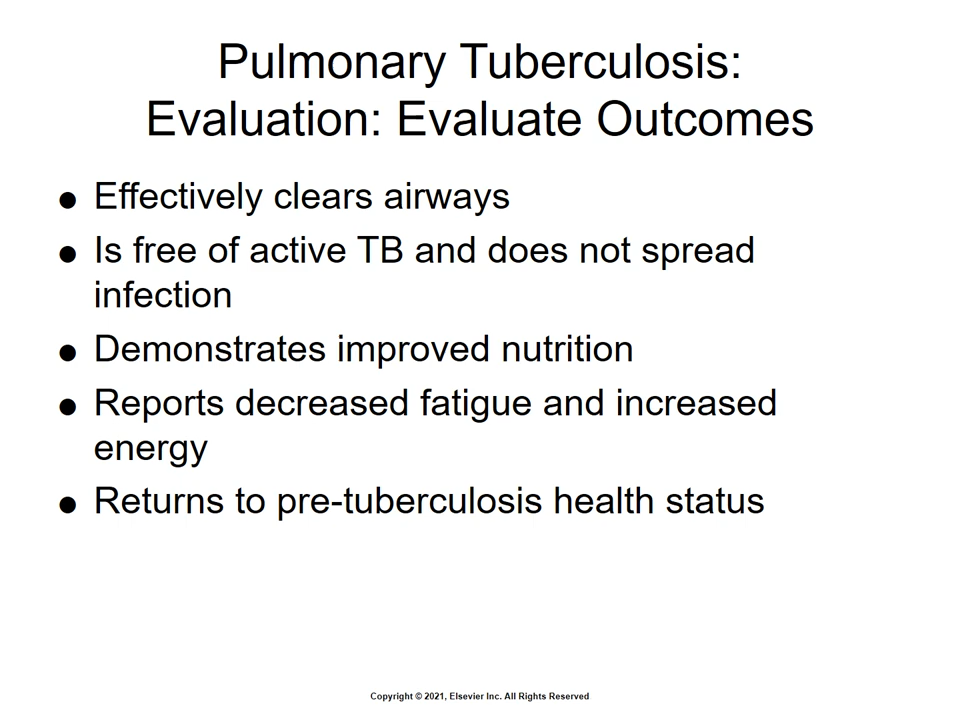 Pulmonary Tuberculosis:
Evaluation: Evaluate Outcomes
● Effectively clears airways
● Is free of active TB and does not spread
infection
● Demonstrates improved nutrition
● Reports decreased fatigue and increased
energy
● Returns to pre-tuberculosis health status
Copyright © 2021, Elsevier Inc. All Rights Reserved